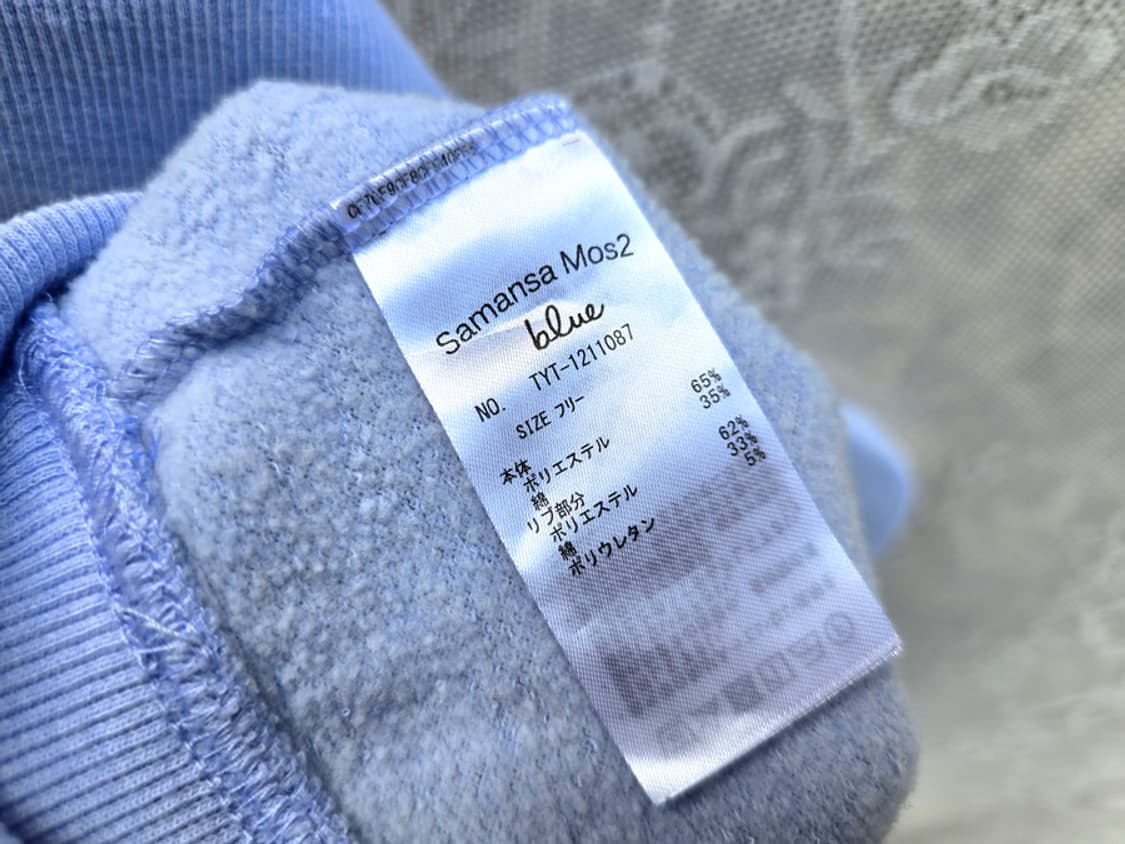 Samansa Mos2
blue
NO. TYT-1211087
SIZE フリー
本体
ポリエステル 65%
綿 35%
リブ部分
ポリエステル 62%
綿 33%
ポリウレタン 5%